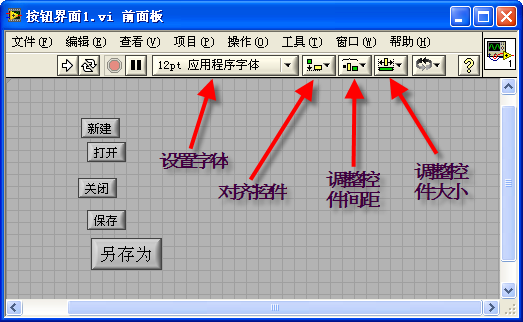 按钮界面1.vi 前面板
文件(F) 编辑(E) 查看(V) 项目(P) 操作(O) 工具(T) 窗口(W) 帮助(H)
12pt 应用程序字体
?
1
新建
打开
关闭
保存
另存为
设置字体
对齐控件
调整控
件间距
调整控
件大小